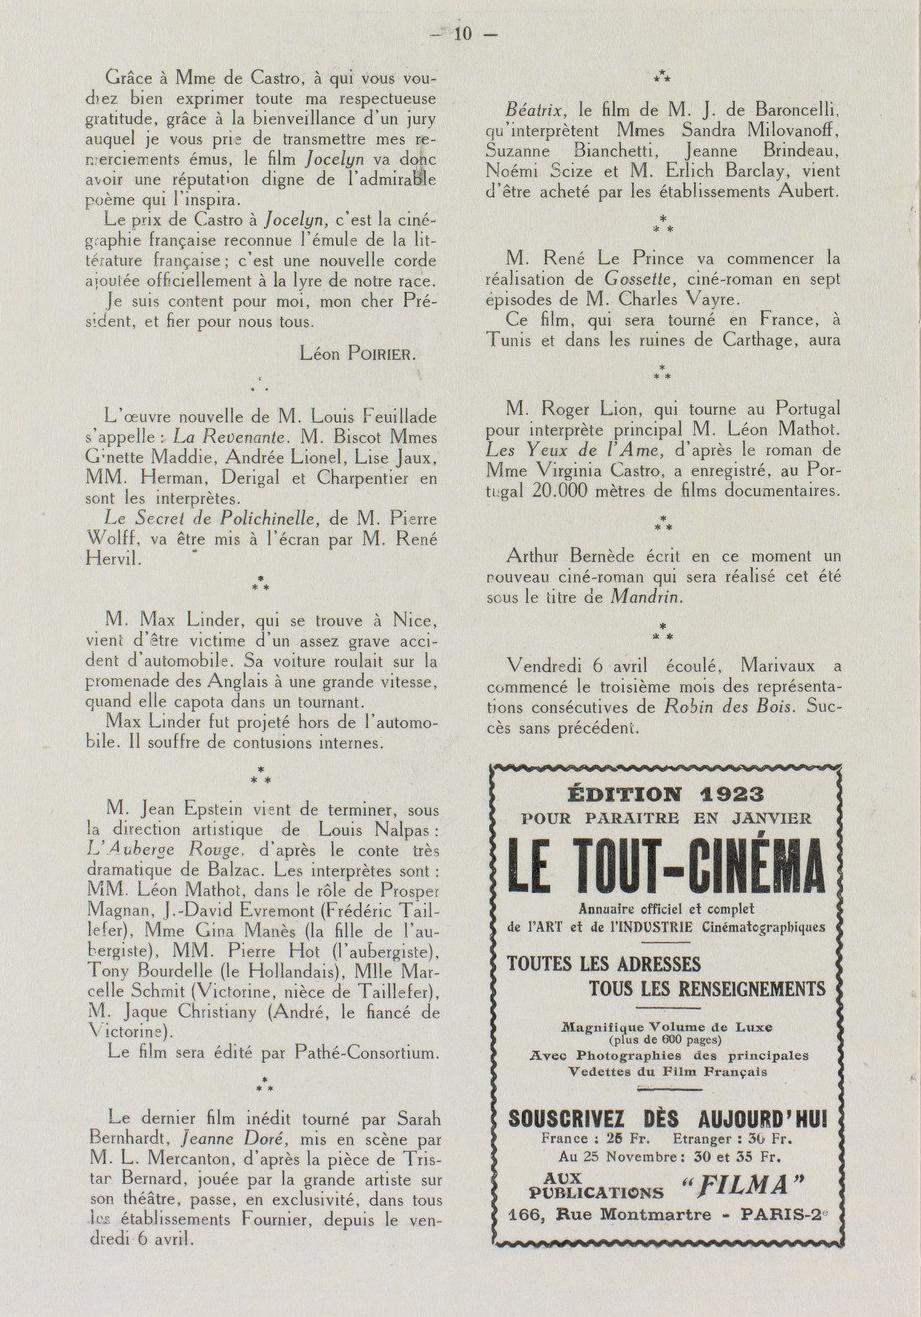 — 10 —
Grâce à Mme de Castro, à qui vous vou-
driez bien exprimer toute ma respectueuse
gratitude, grâce à la bienveillance d'un jury
auquel je vous prie de transmettre mes re-
merciements émus, le film Jocelyn va donc
avoir une réputation digne de l'admirable
poème qui l'inspira.
Le prix de Castro à Jocelyn, c'est la ciné-
graphie française reconnue l'émule de la lit-
térature française ; c'est une nouvelle corde
ajoutée officiellement à la lyre de notre race.
Je suis content pour moi, mon cher Pré-
sident, et fier pour nous tous.
Léon POIRIER.
L'œuvre nouvelle de M. Louis Feuillade
s'appelle : La Revenante. M. Biscot Mmes
Ginette Maddie, Andrée Lionel, Lise Jaux,
MM. Herman, Derigal et Charpentier en
sont les interprètes.
Le Secret de Polichinelle, de M. Pierre
Wolff, va être mis à l'écran par M. René
Hervil.
***
M. Max Linder, qui se trouve à Nice,
vient d'être victime d'un assez grave acci-
dent d'automobile. Sa voiture roulait sur la
promenade des Anglais à une grande vitesse,
quand elle capota dans un tournant.
Max Linder fut projeté hors de l'automo-
bile. Il souffre de contusions internes.
***
M. Jean Epstein vient de terminer, sous
la direction artistique de Louis Nalpas :
L'Auberge Rouge, d'après le conte très
dramatique de Balzac. Les interprètes sont :
MM. Léon Mathot, dans le rôle de Prosper
Magnan, J.-David Evremont (Frédéric Tail-
lefer), Mme Gina Manès (la fille de l'au-
bergiste), MM. Pierre Hot (l'aubergiste),
Tony Bourdelle (le Hollandais), Mlle Mar-
celle Schmit (Victorine, nièce de Taillefer),
M. Jaque Christiany (André, le fiancé de
Victorine).
Le film sera édité par Pathé-Consortium.
***
Le dernier film inédit tourné par Sarah
Bernhardt, Jeanne Doré, mis en scène par
M. L. Mercanton, d'après la pièce de Tris-
tan Bernard, jouée par la grande artiste sur
son théâtre, passe, en exclusivité, dans tous
les établissements Fournier, depuis le ven-
dredi 6 avril.
***
Béatrix, le film de M. J. de Baroncelli,
qu'interprètent Mmes Sandra Milovanoff,
Suzanne Bianchetti, Jeanne Brindeau,
Noémi Scize et M. Erlich Barclay, vient
d'être acheté par les établissements Aubert.
***
M. René Le Prince va commencer la
réalisation de Gossette, ciné-roman en sept
épisodes de M. Charles Vayre.
Ce film, qui sera tourné en France, à
Tunis et dans les ruines de Carthage, aura
***
M. Roger Lion, qui tourne au Portugal
pour interprète principal M. Léon Mathot.
Les Yeux de l'Ame, d'après le roman de
Mme Virginia Castro, a enregistré, au Por-
tugal 20.000 mètres de films documentaires.
***
Arthur Bernède écrit en ce moment un
nouveau ciné-roman qui sera réalisé cet été
sous le titre de Mandrin.
***
Vendredi 6 avril écoulé, Marivaux a
commencé le troisième mois des représenta-
tions consécutives de Robin des Bois. Suc-
cès sans précédent.
ÉDITION 1923
POUR PARAITRE EN JANVIER
LE TOUT-CINÉMA
Annuaire officiel et complet
de l'ART et de l'INDUSTRIE Cinématographiques
TOUTES LES ADRESSES
TOUS LES RENSEIGNEMENTS
Magnifique Volume de Luxe
(plus de 600 pages)
Avec Photographies des principales
Vedettes du Film Français
SOUSCRIVEZ DÈS AUJOURD'HUI
France : 25 Fr. Etranger : 30 Fr.
Au 25 Novembre : 30 et 35 Fr.
AUX PUBLICATIONS "FILMA"
166, Rue Montmartre - PARIS-2e